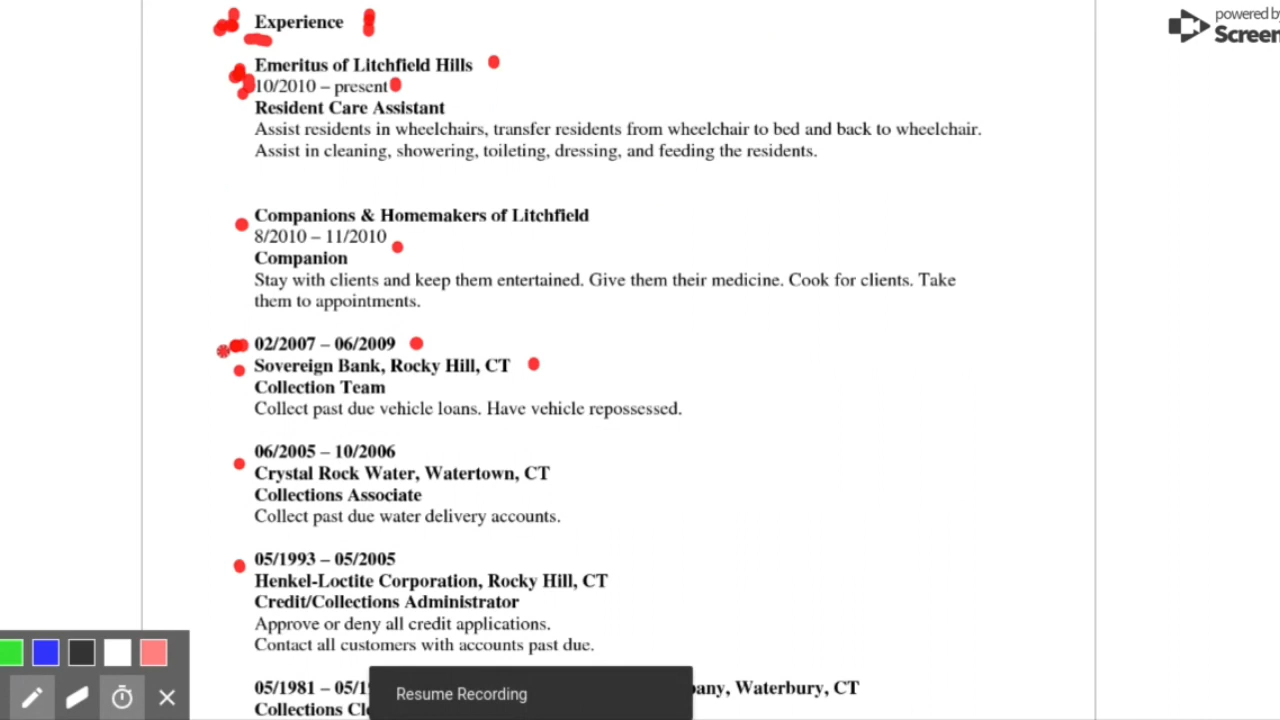 Experience
powered by
Screen
Emeritus of Litchfield Hills
10/2010 – present
Resident Care Assistant
Assist residents in wheelchairs, transfer residents from wheelchair to bed and back to wheelchair.
Assist in cleaning, showering, toileting, dressing, and feeding the residents.
Companions & Homemakers of Litchfield
8/2010 – 11/2010
Companion
Stay with clients and keep them entertained. Give them their medicine. Cook for clients. Take
them to appointments.
02/2007 – 06/2009
Sovereign Bank, Rocky Hill, CT
Collection Team
Collect past due vehicle loans. Have vehicle repossessed.
06/2005 – 10/2006
Crystal Rock Water, Watertown, CT
Collections Associate
Collect past due water delivery accounts.
05/1993 – 05/2005
Henkel-Loctite Corporation, Rocky Hill, CT
Credit/Collections Administrator
Approve or deny all credit applications.
Contact all customers with accounts past due.
05/1981 – Waterbury, CT
Collections
Resume Recording